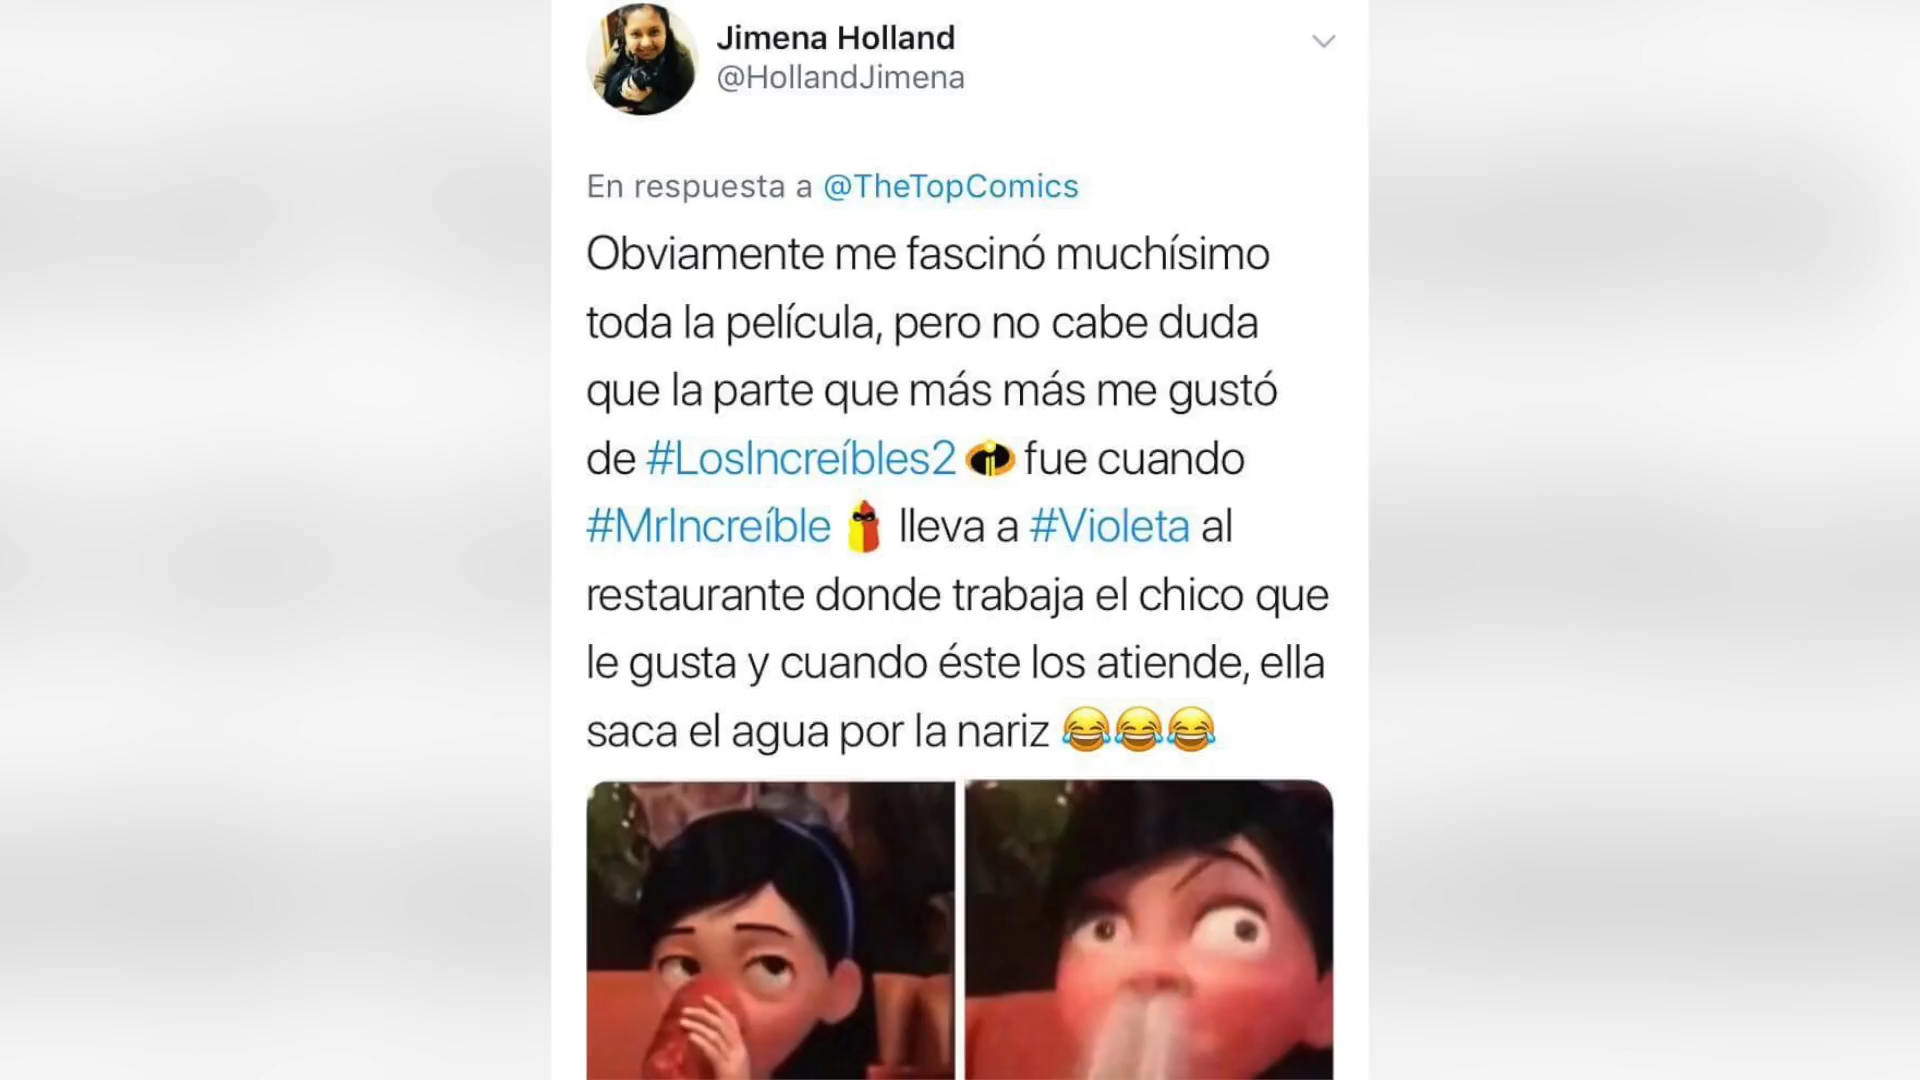 Jimena Holland
@HollandJimena
En respuesta a @TheTopComics
Obviamente me fascinó muchísimo
toda la película, pero no cabe duda
que la parte que más más me gustó
de #LosIncreíbles2 fue cuando
#MrIncreíble lleva a #Violeta al
restaurante donde trabaja el chico que
le gusta y cuando éste los atiende, ella
saca el agua por la nariz 😂😂😂